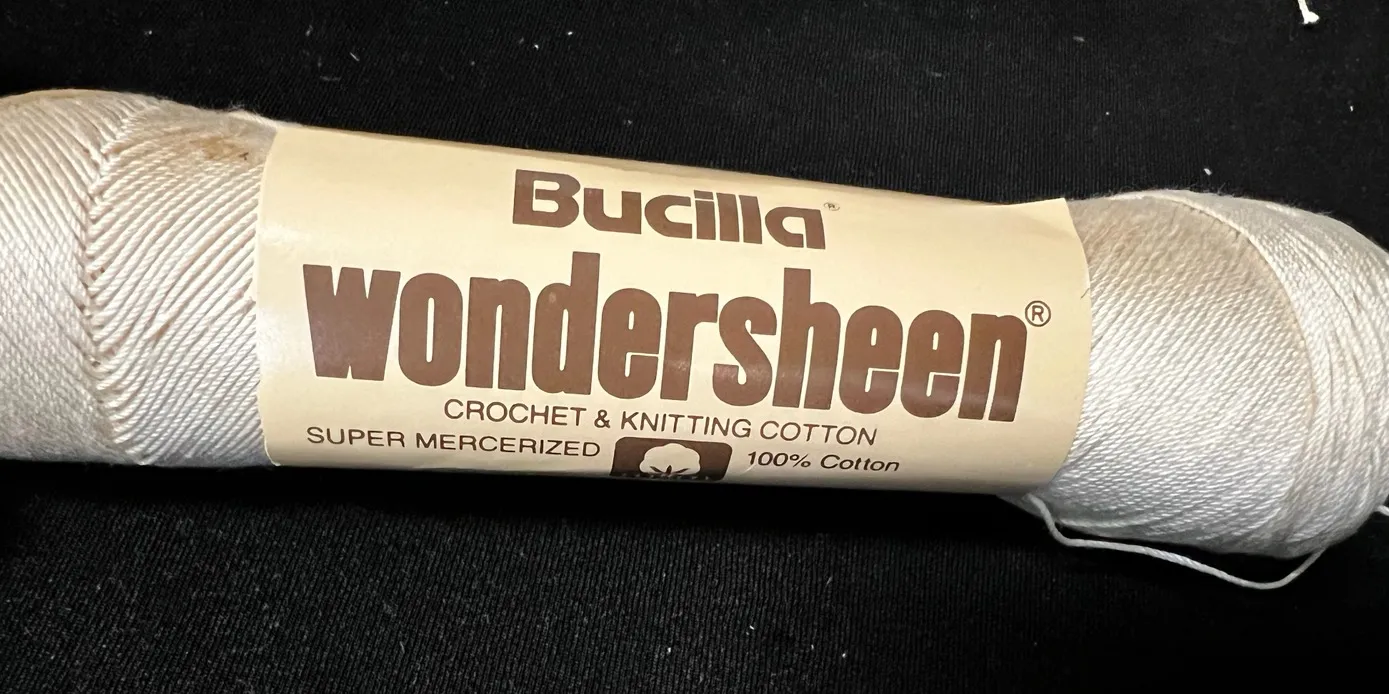 Bucilla®
wondersheen®
CROCHET & KNITTING COTTON
SUPER MERCERIZED
100% Cotton